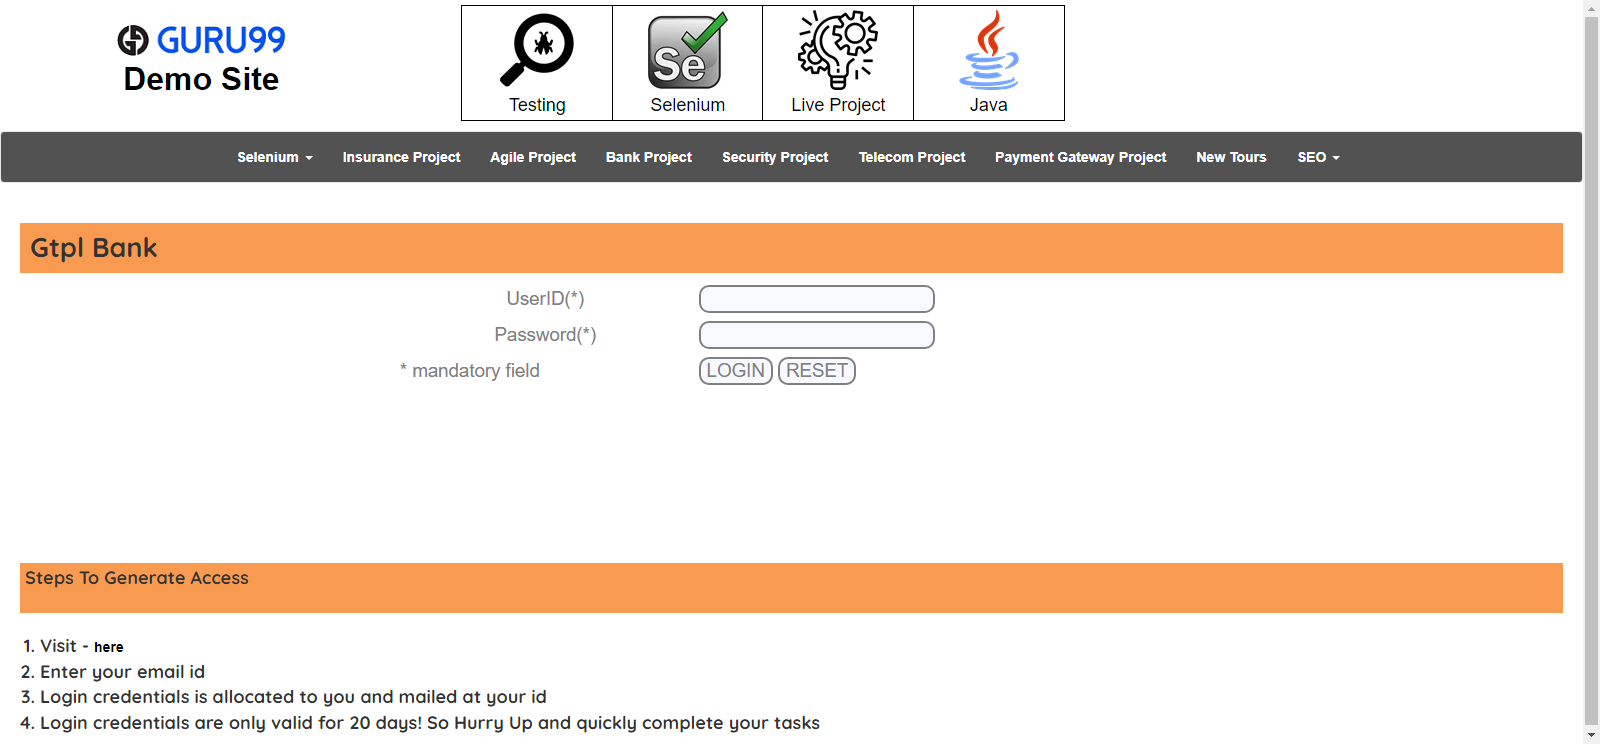 GURU99
Demo Site
Testing
Se
Selenium
Live Project
Java
Selenium Insurance Project Agile Project Bank Project Security Project Telecom Project Payment Gateway Project New Tours SEO
Gtpl Bank
UserID(*)
Password(*)
* mandatory field LOGIN RESET
Steps To Generate Access
1. Visit - here
2. Enter your email id
3. Login credentials is allocated to you and mailed at your id
4. Login credentials are only valid for 20 days! So Hurry Up and quickly complete your tasks